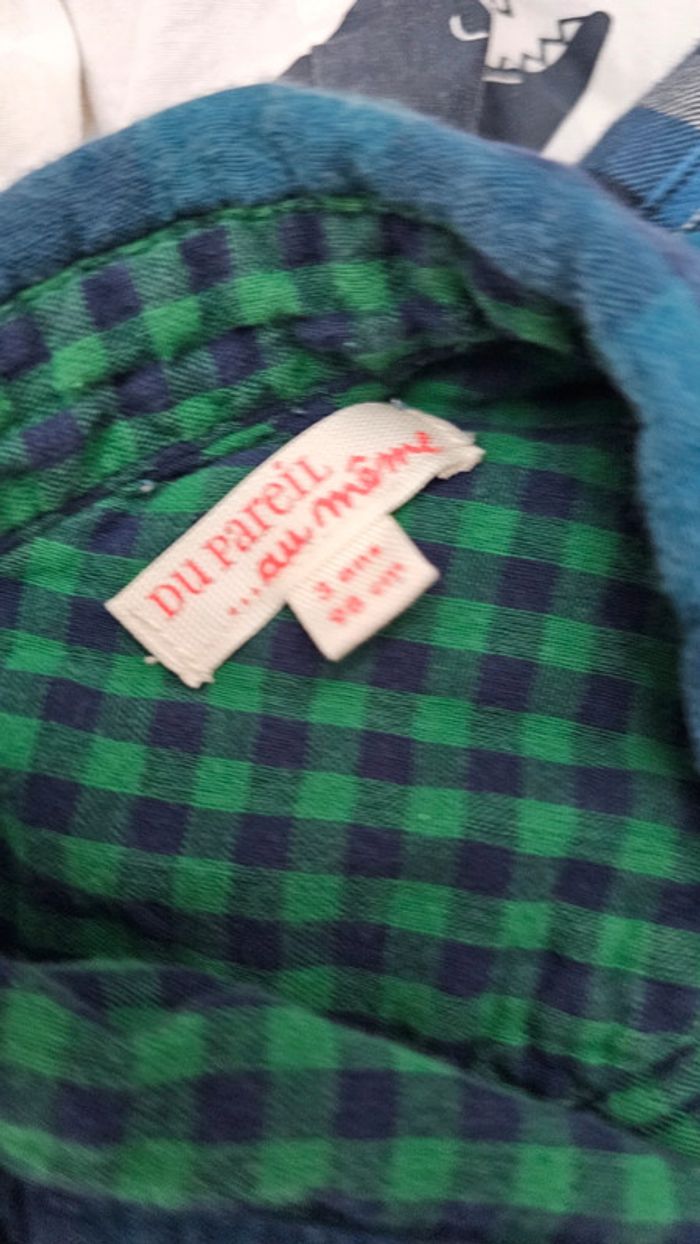 DU PAREIL
...au même
3 ans
98 cm